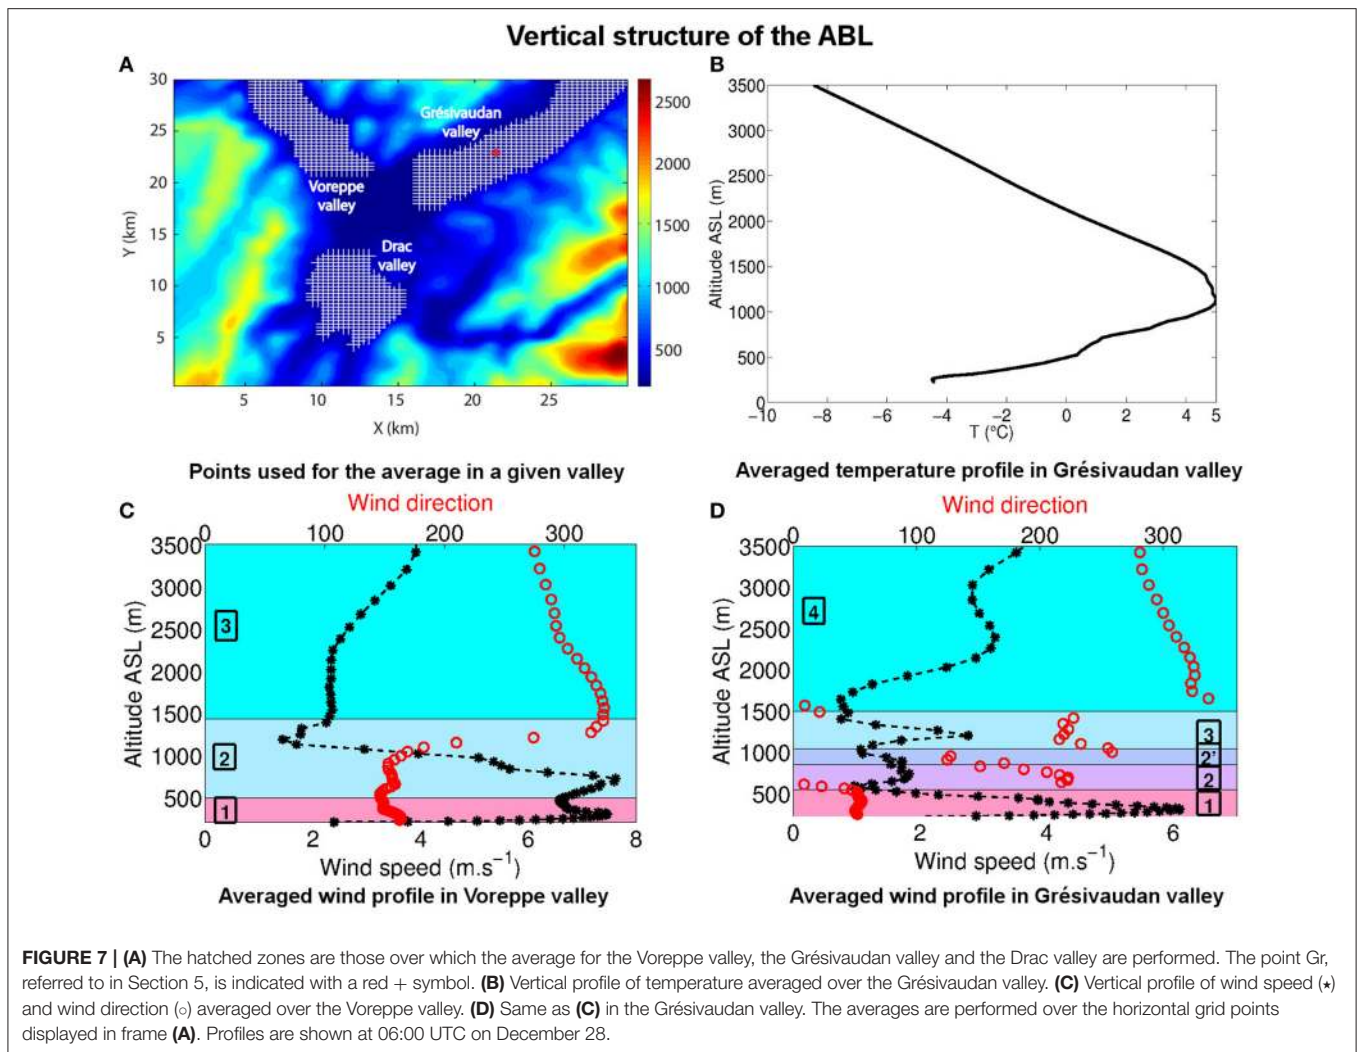 Vertical structure of the ABL
A
30
25
20
15
10
5
Y (km)
5
10
15
20
25
X (km)
Grésivaudan
valley
Voreppe
valley
Drac
valley
2500
2000
1500
1000
500
Points used for the average in a given valley
B
3500
3000
2500
2000
1500
1000
500
0
Altitude ASL (m)
−10
−8
−6
−4
−2
0
2
4
5
T (°C)
Averaged temperature profile in Grésivaudan valley
C
Wind direction
0
100
200
300
3500
3000
2500
2000
1500
1000
500
Altitude ASL (m)
3
2
1
0
2
4
6
8
Wind speed (m.s−1)
Averaged wind profile in Voreppe valley
D
Wind direction
0
100
200
300
3500
3000
2500
2000
1500
1000
500
Altitude ASL (m)
4
3
2'
2
1
0
2
4
6
Wind speed (m.s−1)
Averaged wind profile in Grésivaudan valley
FIGURE 7 | (A) The hatched zones are those over which the average for the Voreppe valley, the Grésivaudan valley and the Drac valley are performed. The point Gr,
referred to in Section 5, is indicated with a red + symbol. (B) Vertical profile of temperature averaged over the Grésivaudan valley. (C) Vertical profile of wind speed (⋆)
and wind direction (○) averaged over the Voreppe valley. (D) Same as (C) in the Grésivaudan valley. The averages are performed over the horizontal grid points
displayed in frame (A). Profiles are shown at 06:00 UTC on December 28.